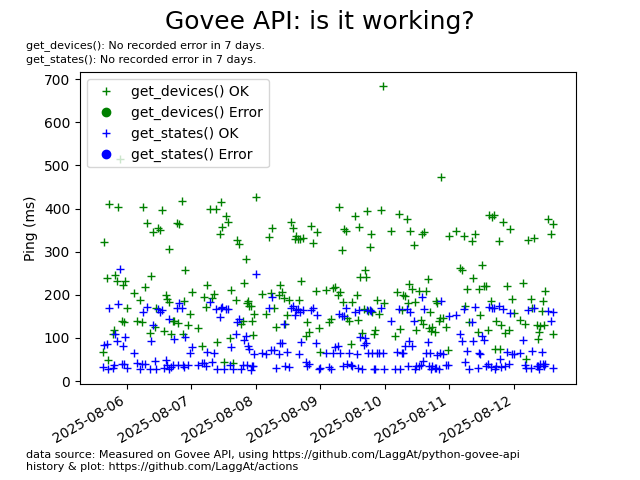 Govee API: is it working?
get_devices(): No recorded error in 7 days.
get_states(): No recorded error in 7 days.
get_devices() OK
get_devices() Error
get_states() OK
get_states() Error
Ping (ms)
700
600
500
400
300
200
100
0
2025-08-06
2025-08-07
2025-08-08
2025-08-09
2025-08-10
2025-08-11
2025-08-12
data source: Measured on Govee API, using https://github.com/LaggAt/python-govee-api
history & plot: https://github.com/LaggAt/actions